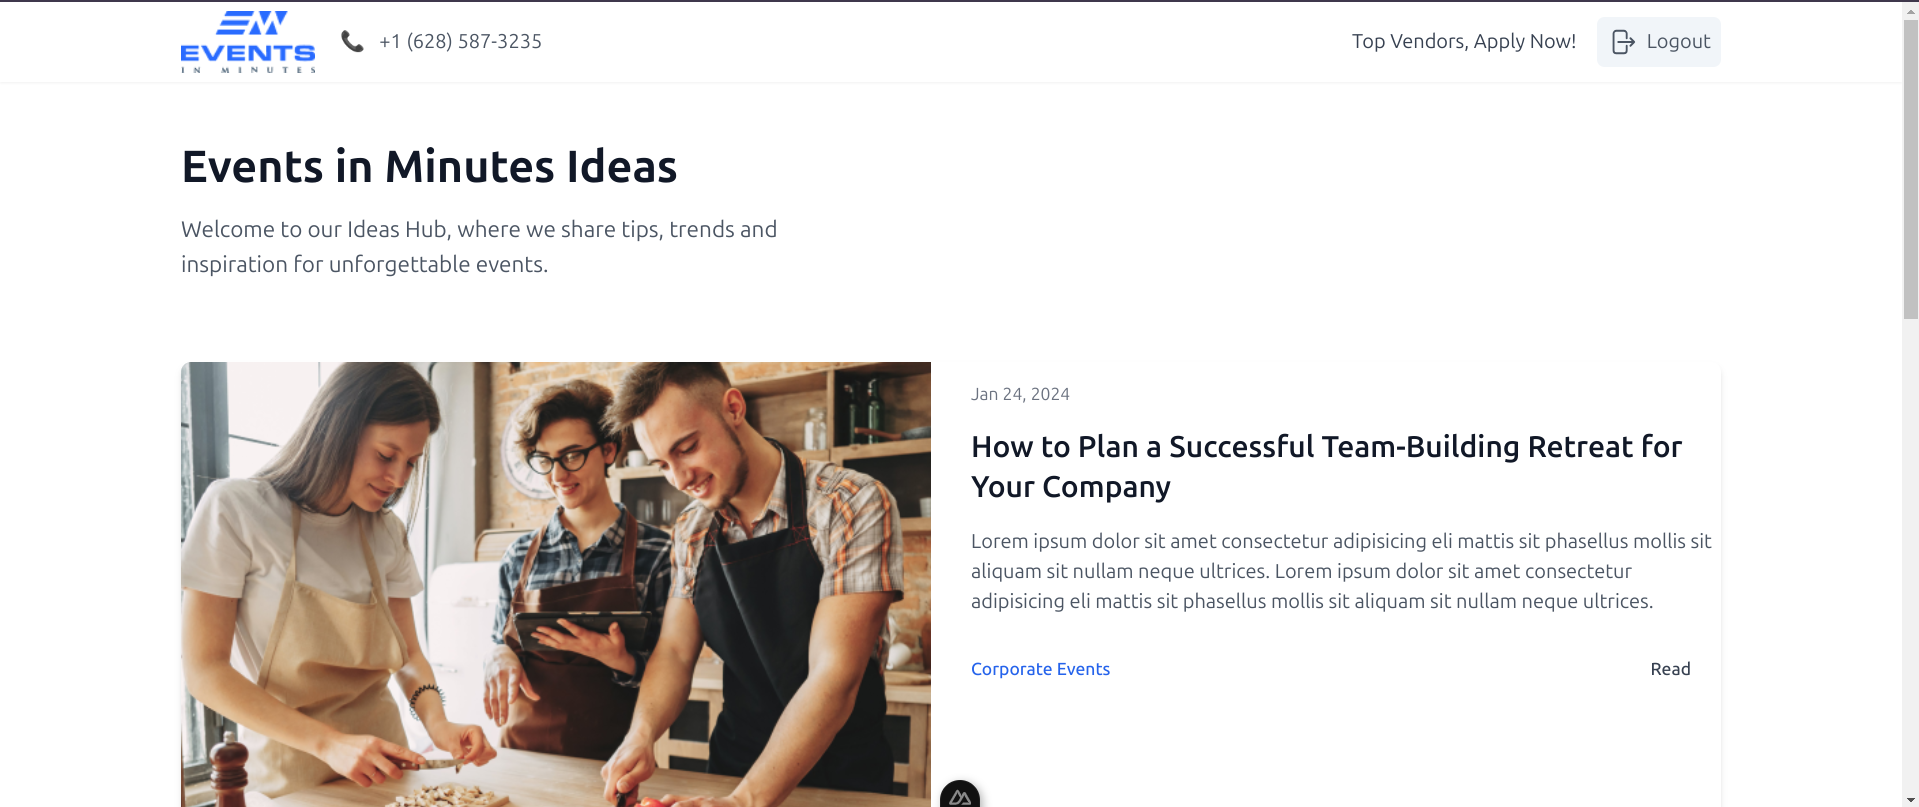 EVENTS
IN MINUTES
+1 (628) 587-3235
Top Vendors, Apply Now!
Logout
Events in Minutes Ideas
Welcome to our Ideas Hub, where we share tips, trends and
inspiration for unforgettable events.
Jan 24, 2024
How to Plan a Successful Team-Building Retreat for
Your Company
Lorem ipsum dolor sit amet consectetur adipisicing eli mattis sit phasellus mollis sit
aliquam sit nullam neque ultrices. Lorem ipsum dolor sit amet consectetur
adipisicing eli mattis sit phasellus mollis sit aliquam sit nullam neque ultrices.
Corporate Events
Read